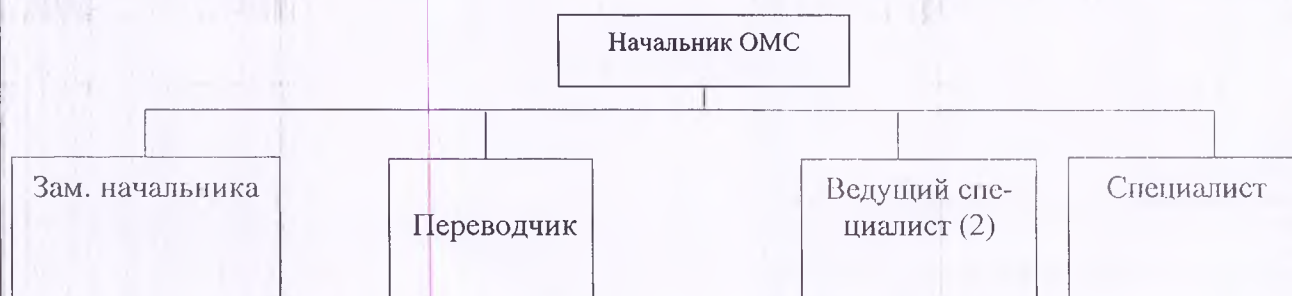 Начальник ОМС
Зам. начальника
Переводчик
Ведущий спе-
циалист (2)
Специалист